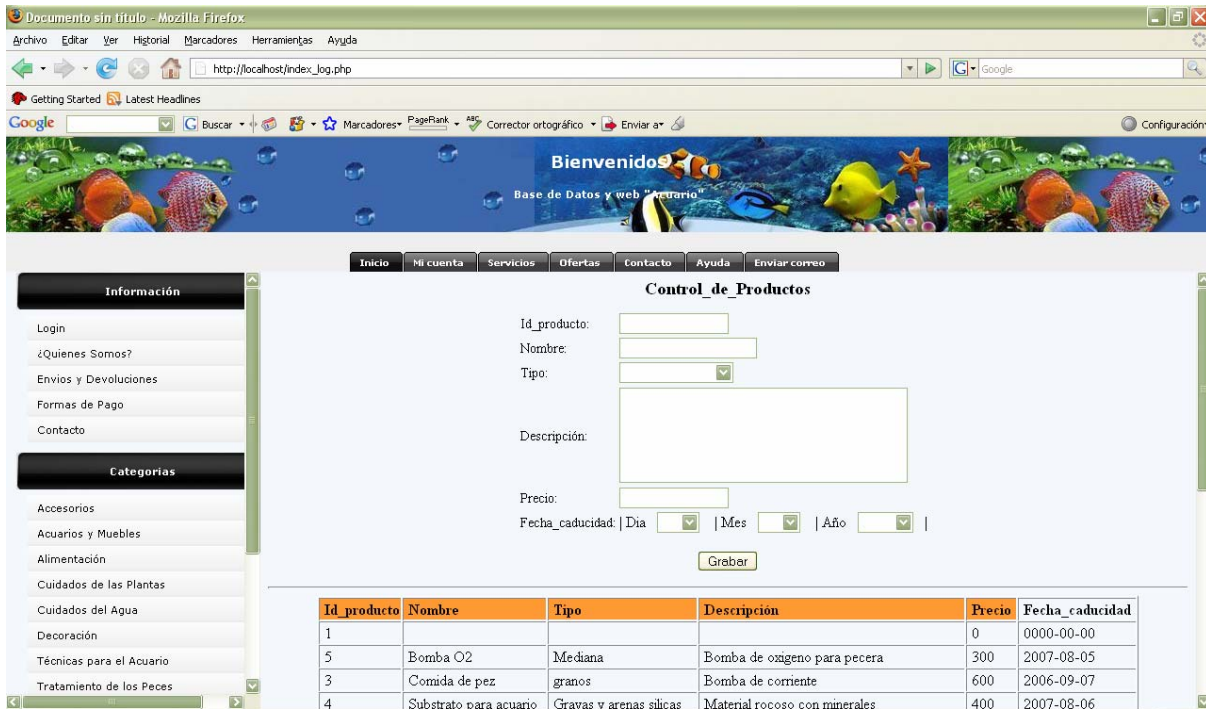 Documento sin título - Mozilla Firefox
Archivo Editar Ver Historial Marcadores Herramientas Ayuda
http://localhost/index_log.php
G Google
Getting Started Latest Headlines
Google G Buscar Marcadores PageRank ABC Corrector ortográfico Enviar a Configuración
Bienvenidos
Base de Datos y web "Acuario"
Inicio Mi cuenta Servicios Ofertas Contacto Ayuda Enviar correo
Información
Login
¿Quienes Somos?
Envios y Devoluciones
Formas de Pago
Contacto
Categorias
Accesorios
Acuarios y Muebles
Alimentación
Cuidados de las Plantas
Cuidados del Agua
Decoración
Técnicas para el Acuario
Tratamiento de los Peces
Control_de_Productos
Id_producto:
Nombre:
Tipo:
Descripción:
Precio:
Fecha_caducidad: | Dia | Mes | Año |
Grabar
Id_producto Nombre Tipo Descripción Precio Fecha_caducidad
1 0 0000-00-00
5 Bomba O2 Mediana Bomba de oxigeno para pecera 300 2007-08-05
3 Comida de pez granos Bomba de corriente 600 2006-09-07
4 Substrato para acuario Gravas y arenas silicas Material rocoso con minerales 400 2007-08-06